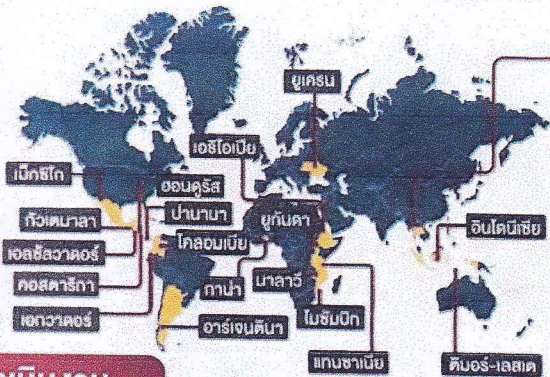 ยูเครน
เอธิโอเปีย
เม็กซิโก
ฮอนดูรัส
กัวเตมาลา
ปานามา
ยูกันดา
อินโดนีเซีย
เอลซัลวาดอร์
โคลอมเบีย
คอสตาริกา
กานา
มาลาวี
เอกวาดอร์
อาร์เจนตินา
โมซัมบิก
แทนซาเนีย
ติมอร์-เลสเต